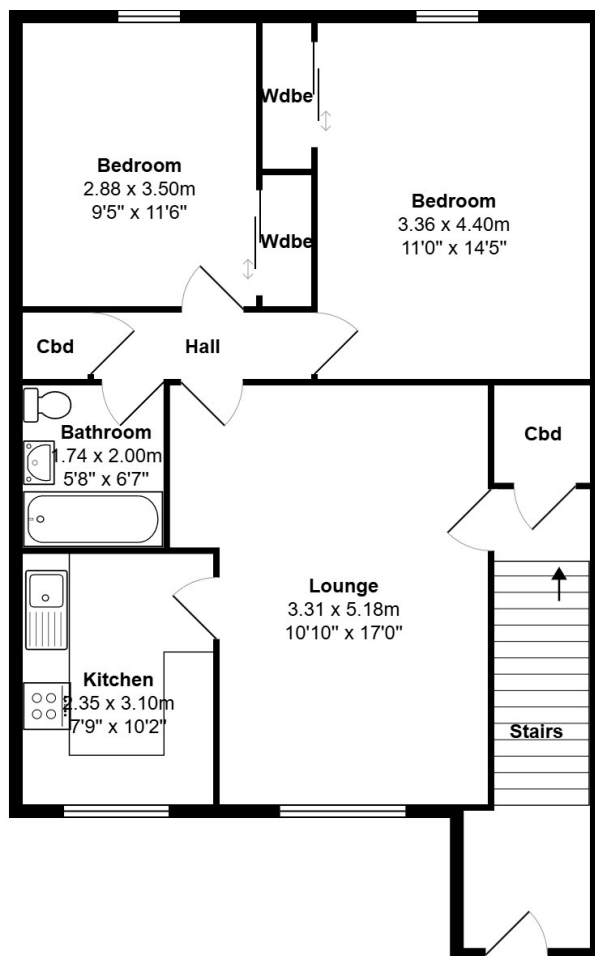 Wdbe
Bedroom
2.88 x 3.50m
9'5" x 11'6"
Bedroom
3.36 x 4.40m
11'0" x 14'5"
Wdbe
Cbd
Hall
Bathroom
1.74 x 2.00m
5'8" x 6'7"
Cbd
Lounge
3.31 x 5.18m
10'10" x 17'0"
Kitchen
2.35 x 3.10m
7'9" x 10'2"
Stairs